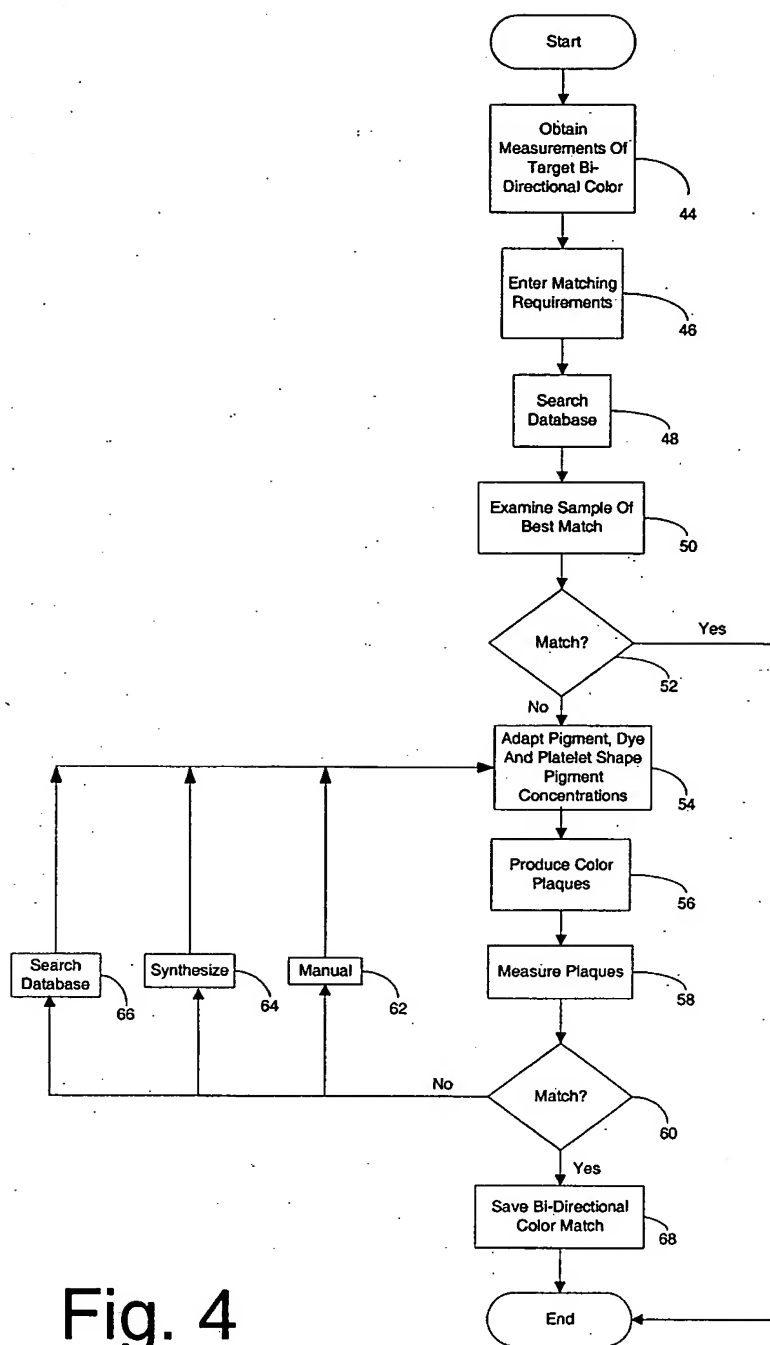 Start
Obtain
Measurements Of
Target Bi-
Directional Color
44
Enter Matching
Requirements
46
Search
Database
48
Examine Sample Of
Best Match
50
Match?
Yes
52
No
Adapt Pigment, Dye
And Platelet Shape
Pigment
Concentrations
54
Produce Color
Plaques
56
Search
Database
66
Synthesize
64
Manual
62
Measure Plaques
58
No
Match?
60
Yes
Save Bi-Directional
Color Match
68
End
Fig. 4